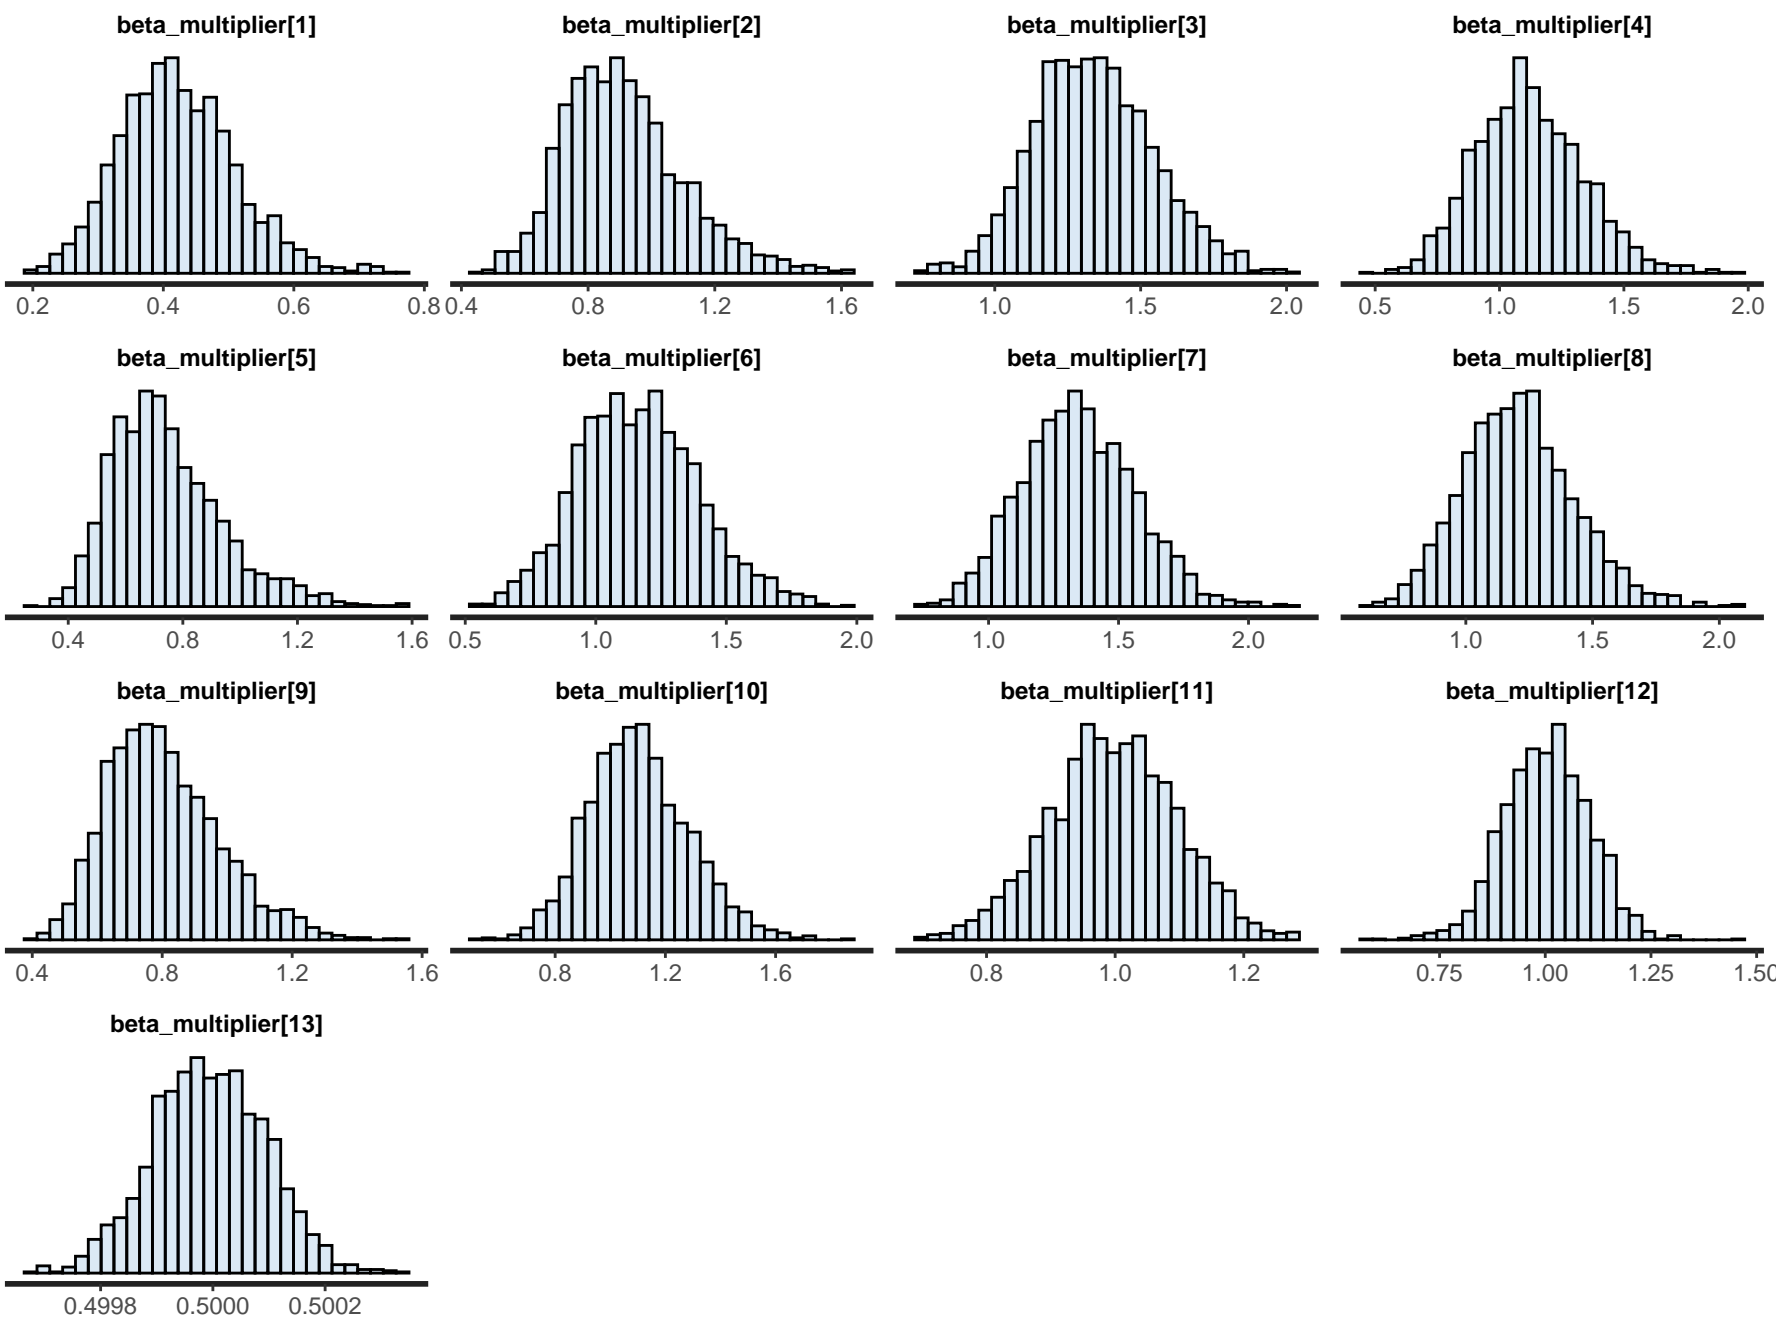 beta_multiplier[1] beta_multiplier[2] beta_multiplier[3] beta_multiplier[4]
0.2 0.4 0.6 0.8 0.4 0.8 1.2 1.6 1.0 1.5 2.0 0.5 1.0 1.5 2.0
beta_multiplier[5] beta_multiplier[6] beta_multiplier[7] beta_multiplier[8]
0.4 0.8 1.2 1.6 0.5 1.0 1.5 2.0 1.0 1.5 2.0 1.0 1.5 2.0
beta_multiplier[9] beta_multiplier[10] beta_multiplier[11] beta_multiplier[12]
0.4 0.8 1.2 1.6 0.8 1.2 1.6 0.8 1.0 1.2 0.75 1.00 1.25 1.50
beta_multiplier[13]
0.4998 0.5000 0.5002